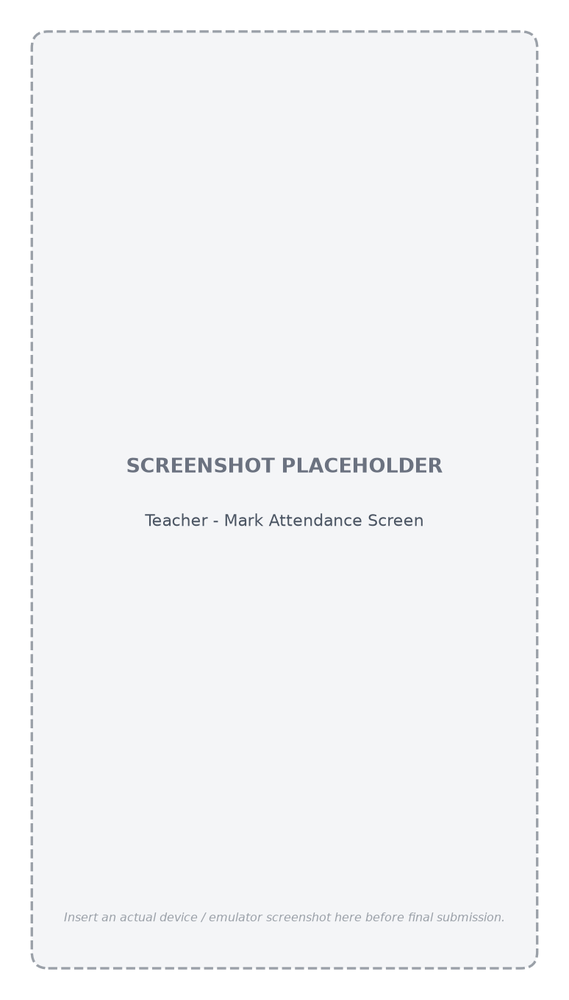 SCREENSHOT PLACEHOLDER
Teacher - Mark Attendance Screen
Insert an actual device / emulator screenshot here before final submission.